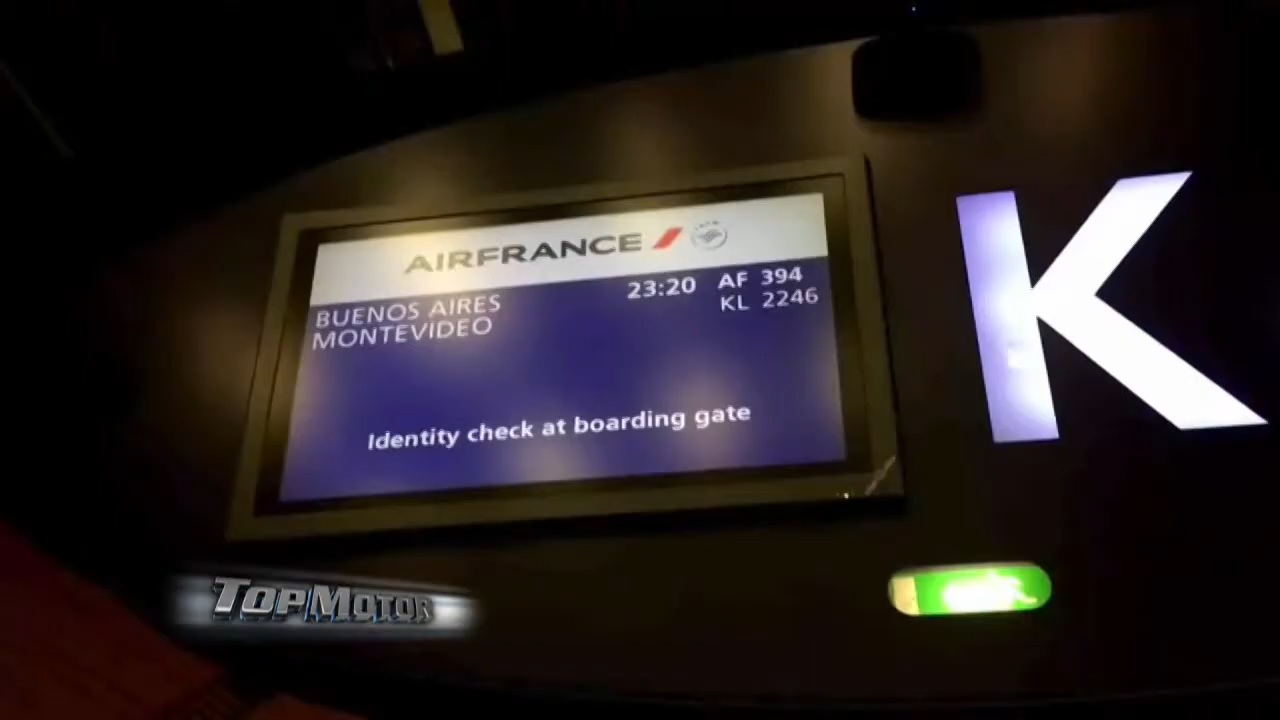 AIRFRANCE
BUENOS AIRES 23:20 AF 394
MONTEVIDEO KL 2246
Identity check at boarding gate
K
TOPMOTOR